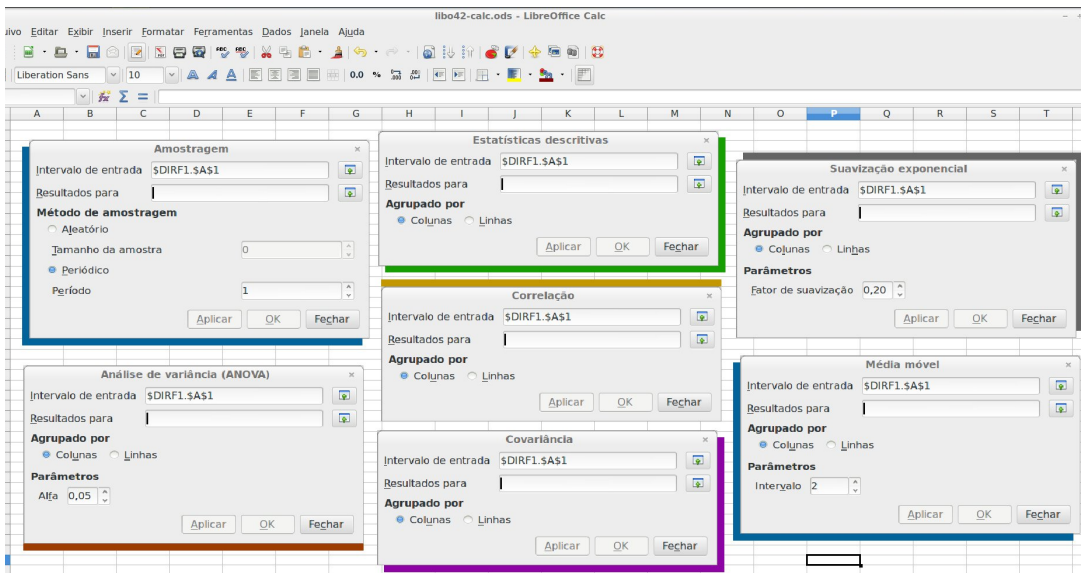 libo42-calc.ods - LibreOffice Calc
uivo Editar Exibir Inserir Formatar Ferramentas Dados Janela Ajuda
Liberation Sans 10 0.0 %
A B C D E F G H I J K L M N O P Q R S T
Amostragem
Intervalo de entrada $DIRF1.$A$1
Resultados para
Método de amostragem
Aleatório
Tamanho da amostra 0
Periódico
Período 1
Aplicar OK Fechar
Análise de variância (ANOVA)
Intervalo de entrada $DIRF1.$A$1
Resultados para
Agrupado por
Colunas Linhas
Parâmetros
Alfa 0,05
Aplicar OK Fechar
Estatísticas descritivas
Intervalo de entrada $DIRF1.$A$1
Resultados para
Agrupado por
Colunas Linhas
Aplicar OK Fechar
Correlação
Intervalo de entrada $DIRF1.$A$1
Resultados para
Agrupado por
Colunas Linhas
Aplicar OK Fechar
Covariância
Intervalo de entrada $DIRF1.$A$1
Resultados para
Agrupado por
Colunas Linhas
Aplicar OK Fechar
Suavização exponencial
Intervalo de entrada $DIRF1.$A$1
Resultados para
Agrupado por
Colunas Linhas
Parâmetros
Fator de suavização 0,20
Aplicar OK Fechar
Média móvel
Intervalo de entrada $DIRF1.$A$1
Resultados para
Agrupado por
Colunas Linhas
Parâmetros
Intervalo 2
Aplicar OK Fechar